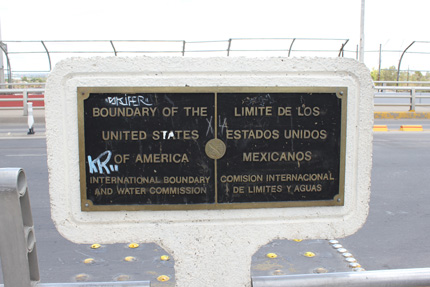 BOUNDARY OF THE
UNITED STATES
OF AMERICA
INTERNATIONAL BOUNDARY
AND WATER COMMISSION
LIMITE DE LOS
ESTADOS UNIDOS
MEXICANOS
COMISION INTERNACIONAL
DE LIMITES Y AGUAS